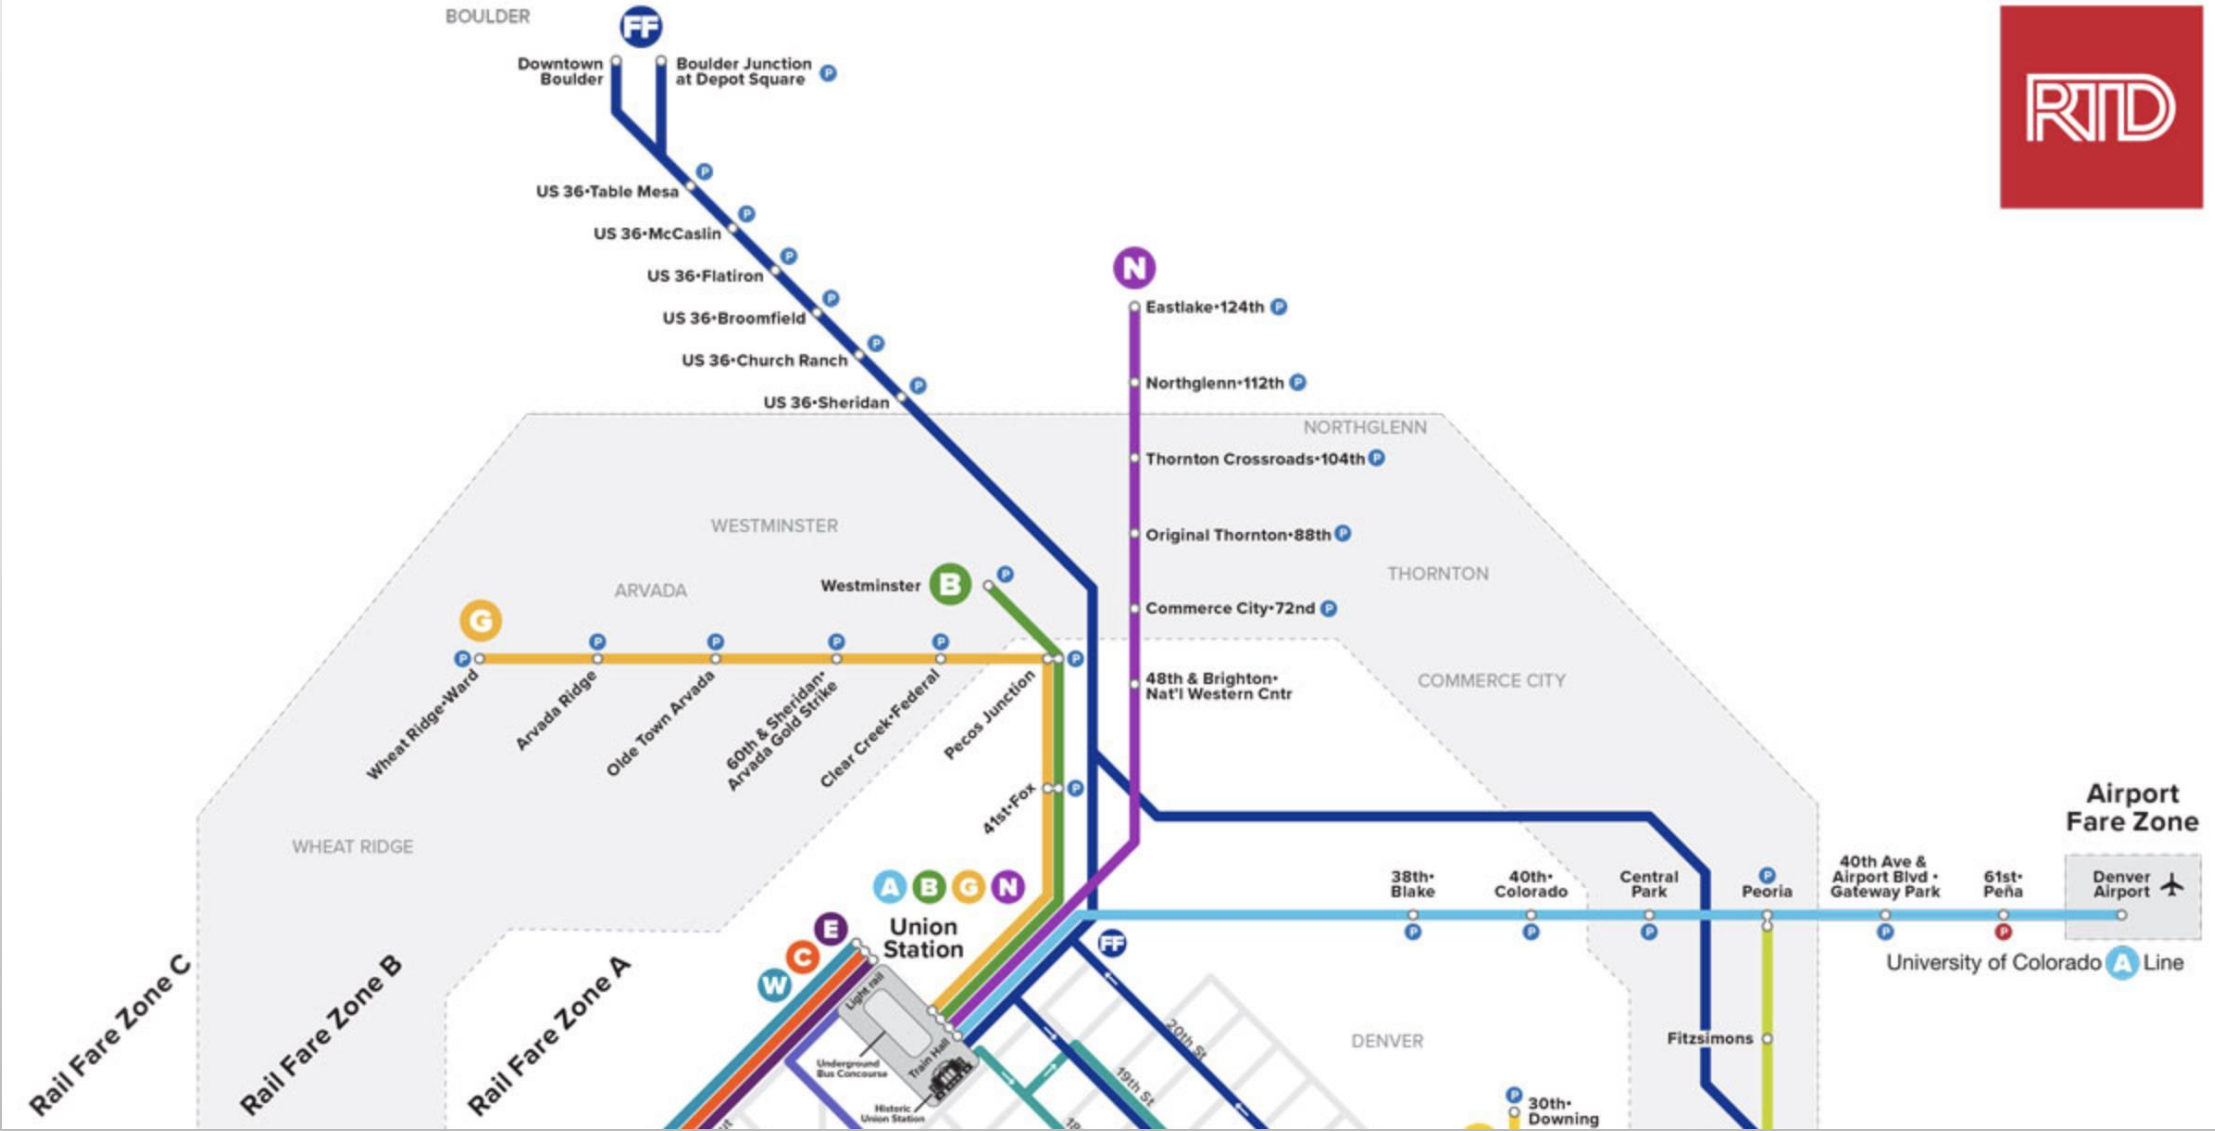 BOULDER
FF
Downtown
Boulder
Boulder Junction
at Depot Square
P
RTD
P
US 36•Table Mesa
P
US 36•McCaslin
P
US 36•Flatiron
P
US 36•Broomfield
P
US 36•Church Ranch
P
US 36•Sheridan
N
Eastlake•124th P
Northglenn•112th P
NORTHGLENN
Thornton Crossroads•104th P
Original Thornton•88th P
THORNTON
Commerce City•72nd P
48th & Brighton•
Nat'l Western Cntr
COMMERCE CITY
WESTMINSTER
ARVADA
Westminster B P
G
P
P
P
P
P
P
Wheat Ridge•Ward
Arvada Ridge
Olde Town Arvada
60th & Sheridan•
Arvada Gold Strike
Clear Creek•Federal
Pecos Junction
41st•Fox
P
WHEAT RIDGE
A B G N
Union
Station
E
C
W
FF
Light rail
Train Hall
Underground
Bus Concourse
Historic
Union Station
38th•
Blake
P
40th•
Colorado
P
Central
Park
P
P
Peoria
40th Ave &
Airport Blvd •
Gateway Park
P
61st•
Peña
P
Airport
Fare Zone
Denver
Airport
University of Colorado A Line
Fitzsimons
DENVER
20th St
19th St
18
P
30th•
Downing
Rail Fare Zone C
Rail Fare Zone B
Rail Fare Zone A